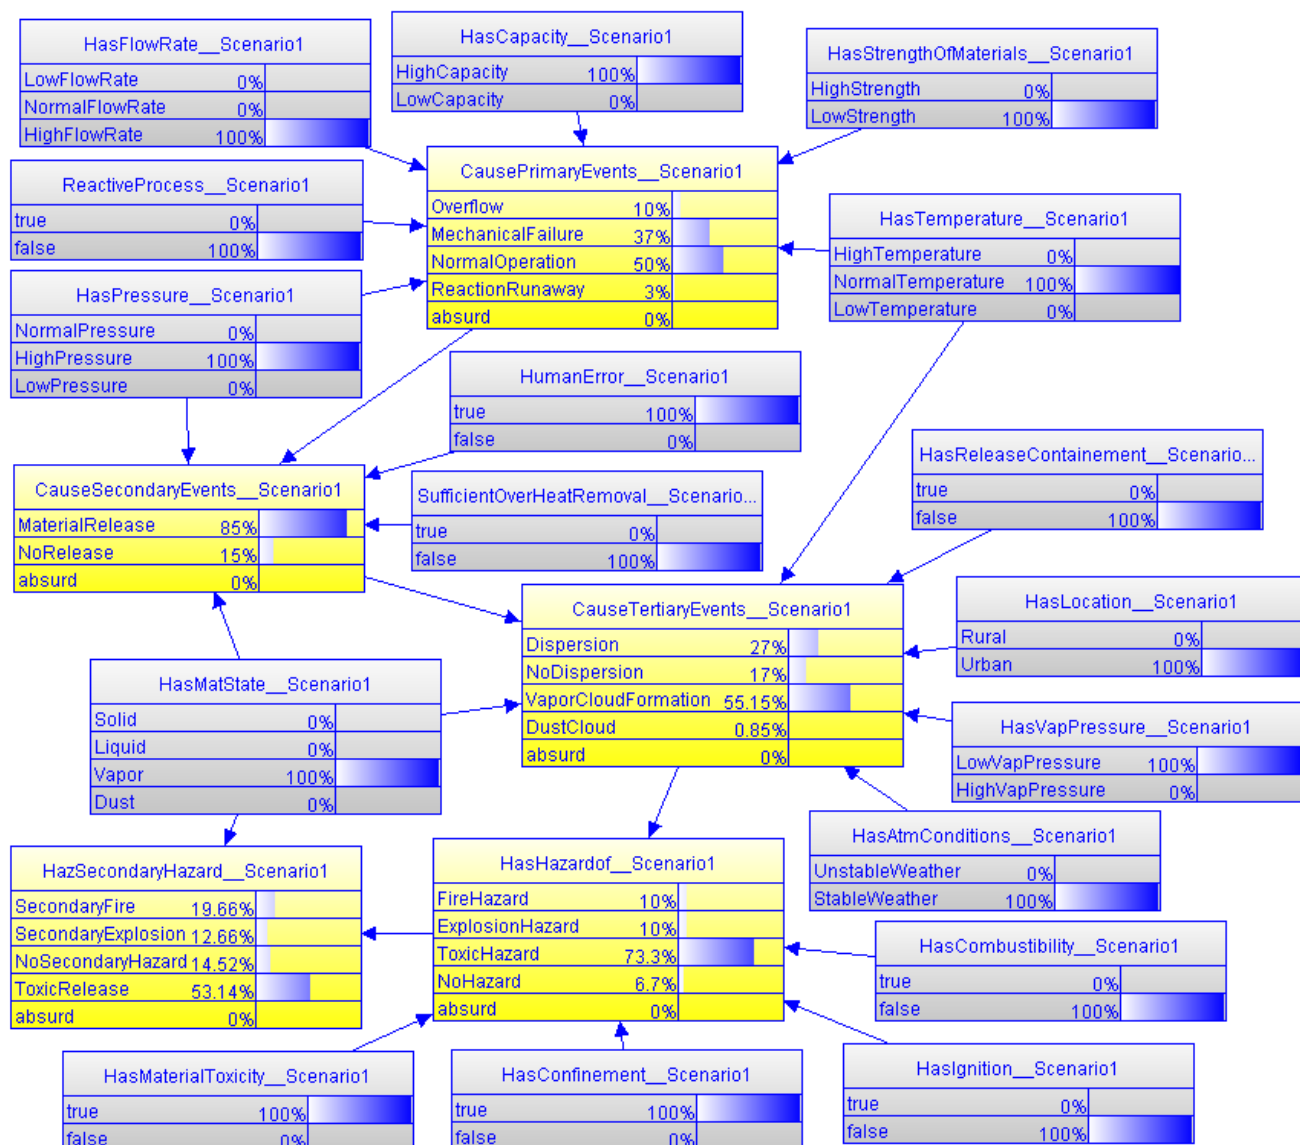 HasFlowRate__Scenario1
LowFlowRate 0%
NormalFlowRate 0%
HighFlowRate 100%
HasCapacity__Scenario1
HighCapacity 100%
LowCapacity 0%
HasStrengthOfMaterials__Scenario1
HighStrength 0%
LowStrength 100%
CausePrimaryEvents__Scenario1
Overflow 10%
MechanicalFailure 37%
NormalOperation 50%
ReactionRunaway 3%
absurd 0%
ReactiveProcess__Scenario1
true 0%
false 100%
HasTemperature__Scenario1
HighTemperature 0%
NormalTemperature 100%
LowTemperature 0%
HasPressure__Scenario1
NormalPressure 0%
HighPressure 100%
LowPressure 0%
HumanError__Scenario1
true 100%
false 0%
HasReleaseContainement__Scenario...
true 0%
false 100%
CauseSecondaryEvents__Scenario1
MaterialRelease 85%
NoRelease 15%
absurd 0%
SufficientOverHeatRemoval__Scenario...
true 0%
false 100%
CauseTertiaryEvents__Scenario1
Dispersion 27%
NoDispersion 17%
VaporCloudFormation 55.15%
DustCloud 0.85%
absurd 0%
HasLocation__Scenario1
Rural 0%
Urban 100%
HasMatState__Scenario1
Solid 0%
Liquid 0%
Vapor 100%
Dust 0%
HasVapPressure__Scenario1
LowVapPressure 100%
HighVapPressure 0%
HasAtmConditions__Scenario1
UnstableWeather 0%
StableWeather 100%
HazSecondaryHazard__Scenario1
SecondaryFire 19.66%
SecondaryExplosion 12.66%
NoSecondaryHazard 14.52%
ToxicRelease 53.14%
absurd 0%
HasHazardof__Scenario1
FireHazard 10%
ExplosionHazard 10%
ToxicHazard 73.3%
NoHazard 6.7%
absurd 0%
HasCombustibility__Scenario1
true 0%
false 100%
HasMaterialToxicity__Scenario1
true 100%
false 0%
HasConfinement__Scenario1
true 100%
false 0%
HasIgnition__Scenario1
true 0%
false 100%